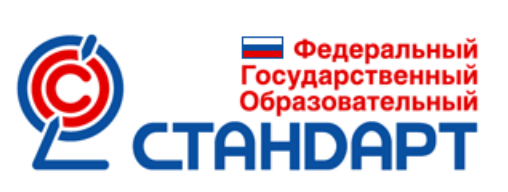 Федеральный
Государственный
Образовательный
СТАНДАРТ